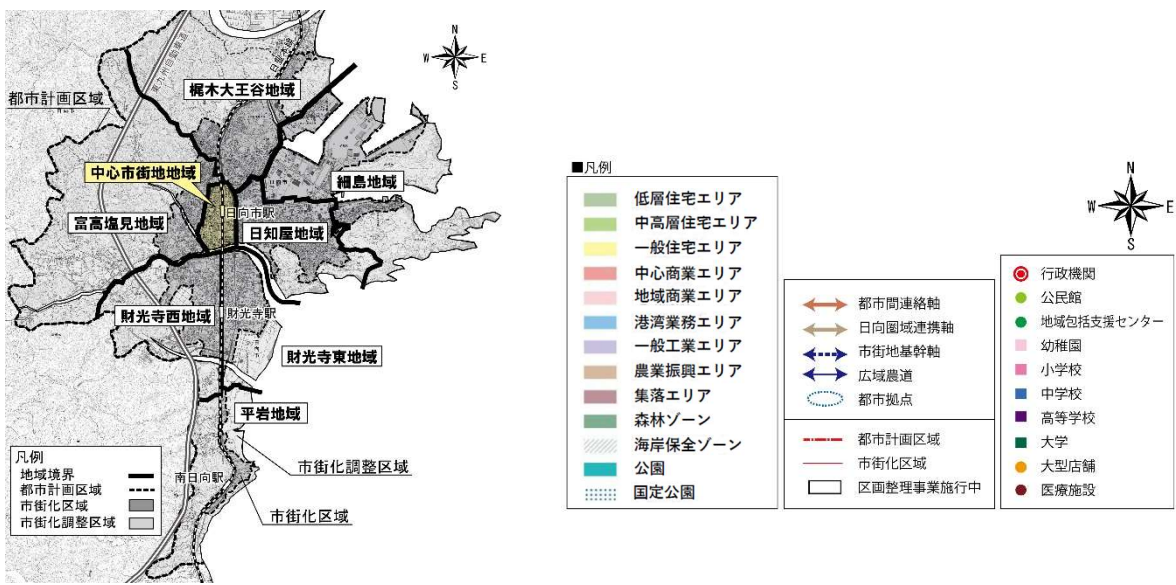 N
W
E
S
東九州自動車道
日豊本線
都市計画区域
梶木大王谷地域
中心市街地地域
細島地域
富高塩見地域
日向市駅
日知屋地域
財光寺西地域
財光寺駅
財光寺東地域
平岩地域
市街化調整区域
南日向駅
市街化区域
凡例
地域境界
都市計画区域
市街化区域
市街化調整区域
■凡例
低層住宅エリア
中高層住宅エリア
一般住宅エリア
中心商業エリア
地域商業エリア
港湾業務エリア
一般工業エリア
農業振興エリア
集落エリア
森林ゾーン
海岸保全ゾーン
公園
国定公園
都市間連絡軸
日向圏域連携軸
市街地基幹軸
広域農道
都市拠点
都市計画区域
市街化区域
区画整理事業施行中
N
W
E
S
行政機関
公民館
地域包括支援センター
幼稚園
小学校
中学校
高等学校
大学
大型店舗
医療施設